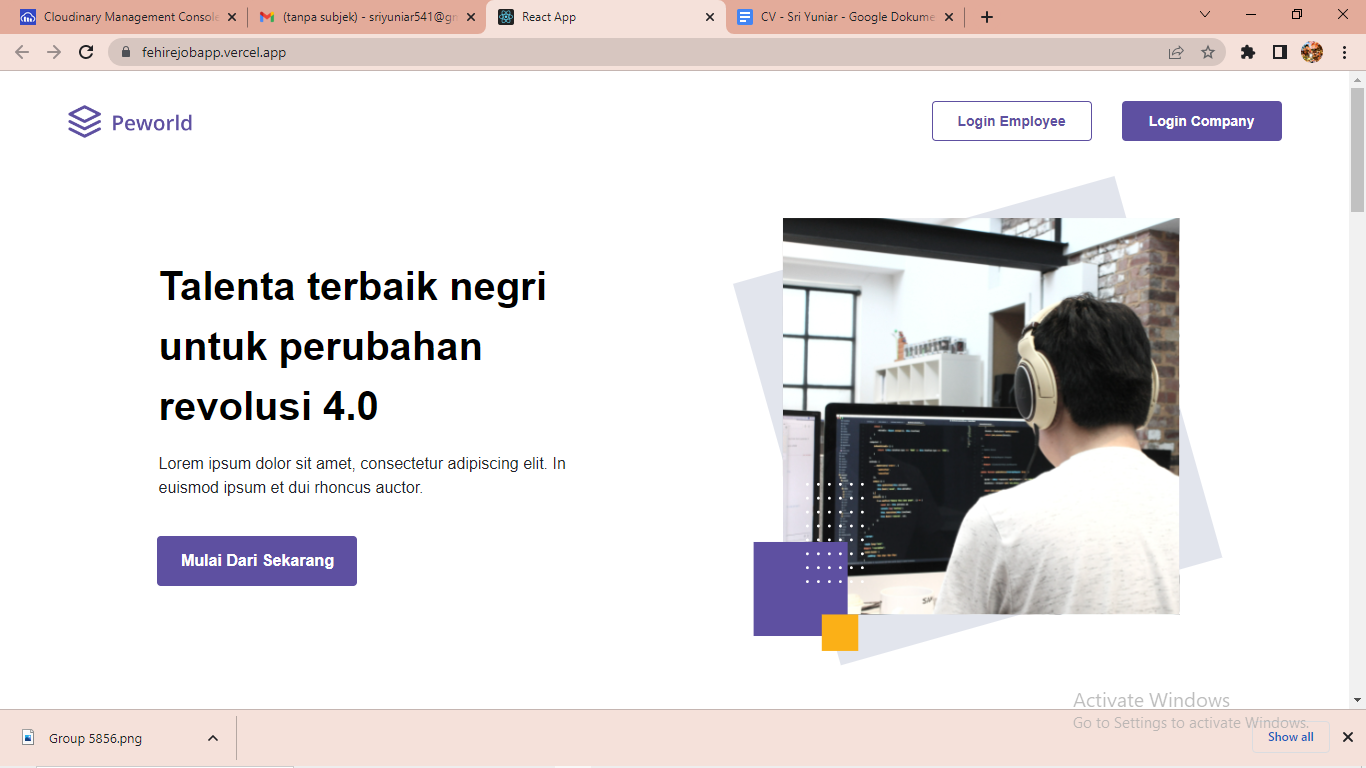 Cloudinary Management Console
(tanpa subjek) - sriyuniar541@gm
React App
CV - Sri Yuniar - Google Dokume
fehirejobapp.vercel.app
Peworld
Login Employee
Login Company
Talenta terbaik negri
untuk perubahan
revolusi 4.0
Lorem ipsum dolor sit amet, consectetur adipiscing elit. In
euismod ipsum et dui rhoncus auctor.
Mulai Dari Sekarang
Activate Windows
Go to Settings to activate Windows.
Group 5856.png
Show all